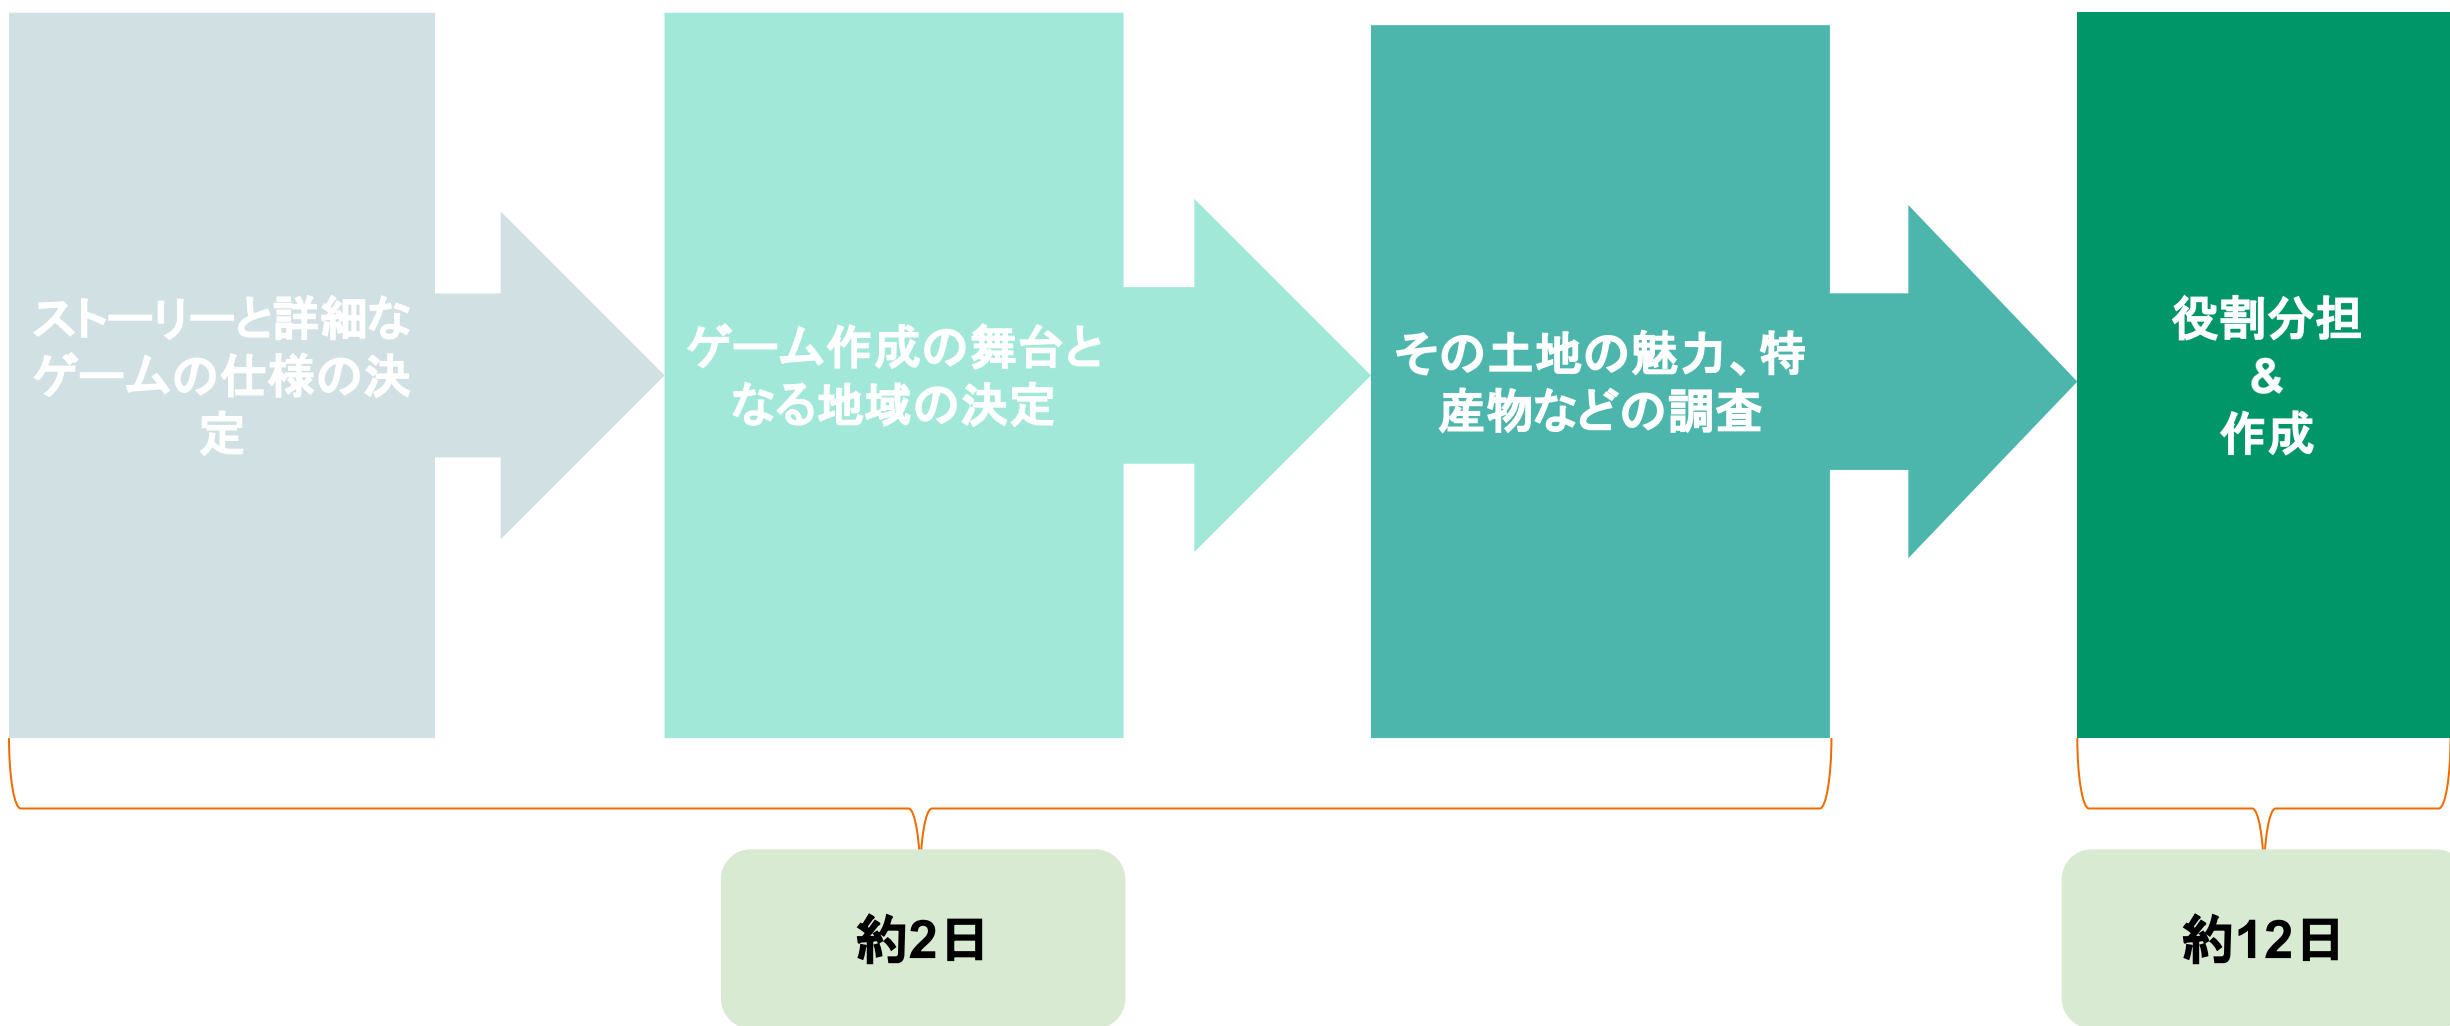 ストーリーと詳細な
ゲームの仕様の決
定
ゲーム作成の舞台と
なる地域の決定
その土地の魅力、特
産物などの調査
役割分担
&
作成
約2日
約12日